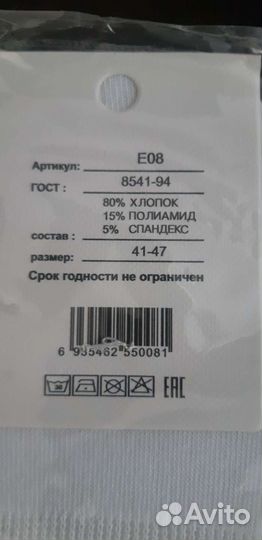 Артикул: E08
ГОСТ : 8541-94
80% ХЛОПОК
15% ПОЛИАМИД
состав : 5% СПАНДЕКС
размер: 41-47
Срок годности не ограничен
6 935462 550081
EAC
Avito